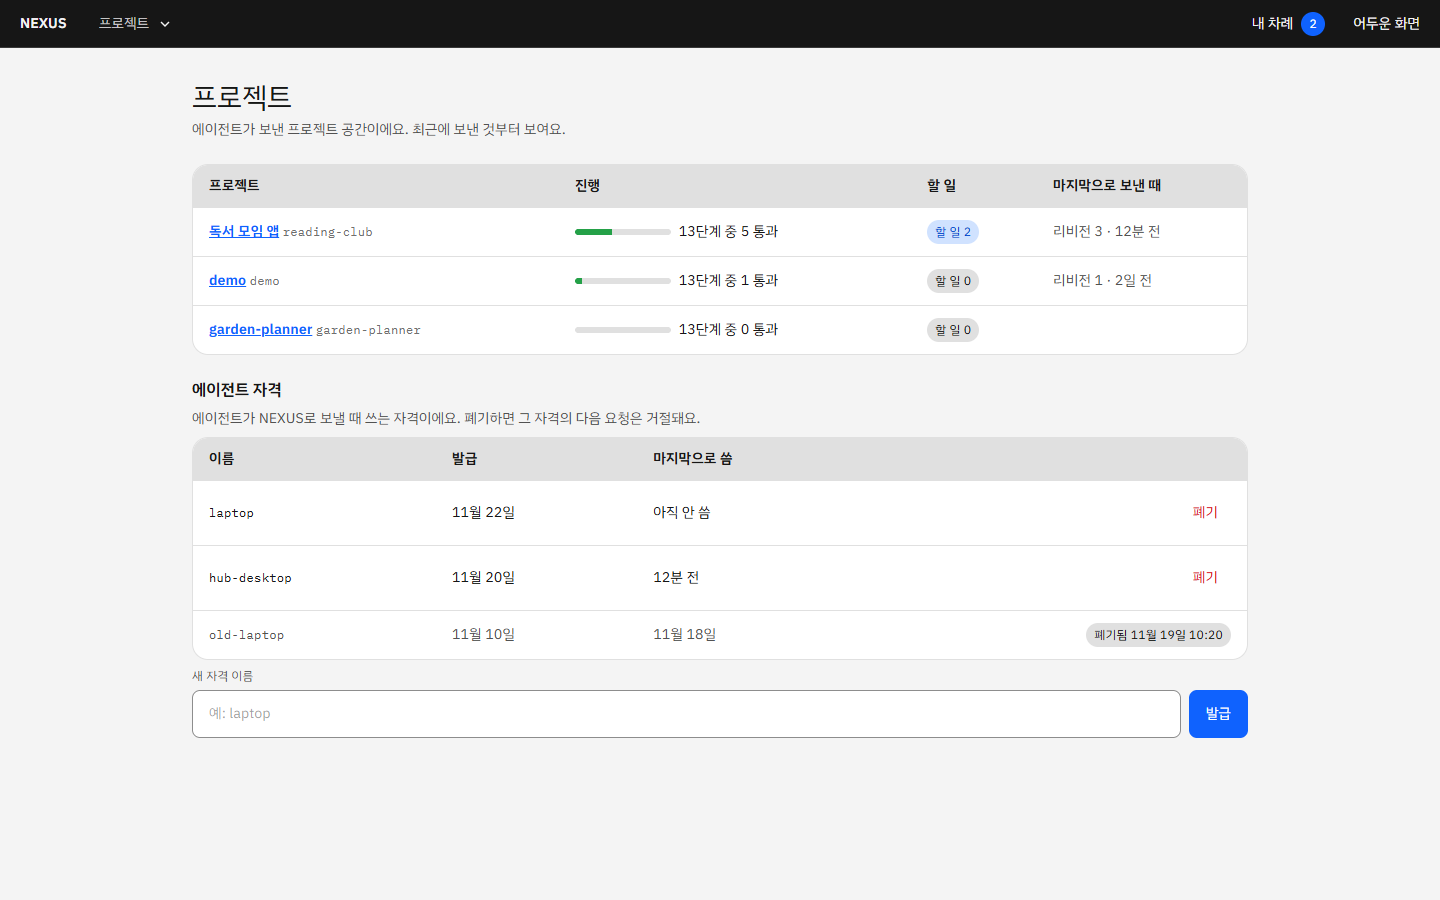 NEXUS 프로젝트 내 차례 2 어두운 화면
프로젝트
에이전트가 보낸 프로젝트 공간이에요. 최근에 보낸 것부터 보여요.
프로젝트 진행 할 일 마지막으로 보낸 때
독서 모임 앱 reading-club 13단계 중 5 통과 할 일 2 리비전 3 · 12분 전
demo demo 13단계 중 1 통과 할 일 0 리비전 1 · 2일 전
garden-planner garden-planner 13단계 중 0 통과 할 일 0
에이전트 자격
에이전트가 NEXUS로 보낼 때 쓰는 자격이에요. 폐기하면 그 자격의 다음 요청은 거절돼요.
이름 발급 마지막으로 씀
laptop 11월 22일 아직 안 씀 폐기
hub-desktop 11월 20일 12분 전 폐기
old-laptop 11월 10일 11월 18일 폐기됨 11월 19일 10:20
새 자격 이름
예: laptop 발급